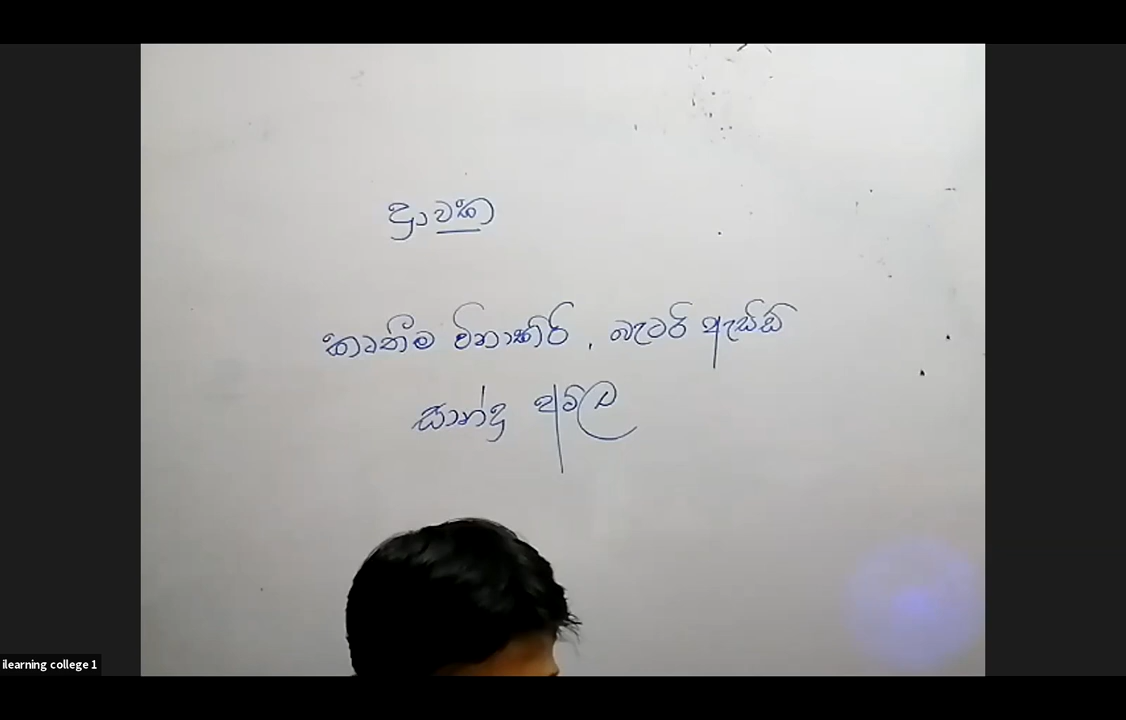 ද්‍රාවක
කෘතීම විනාකිරි , බැටරි ඇසිඩ්
සාන්ද්‍ර අම්ල
ilearning college 1